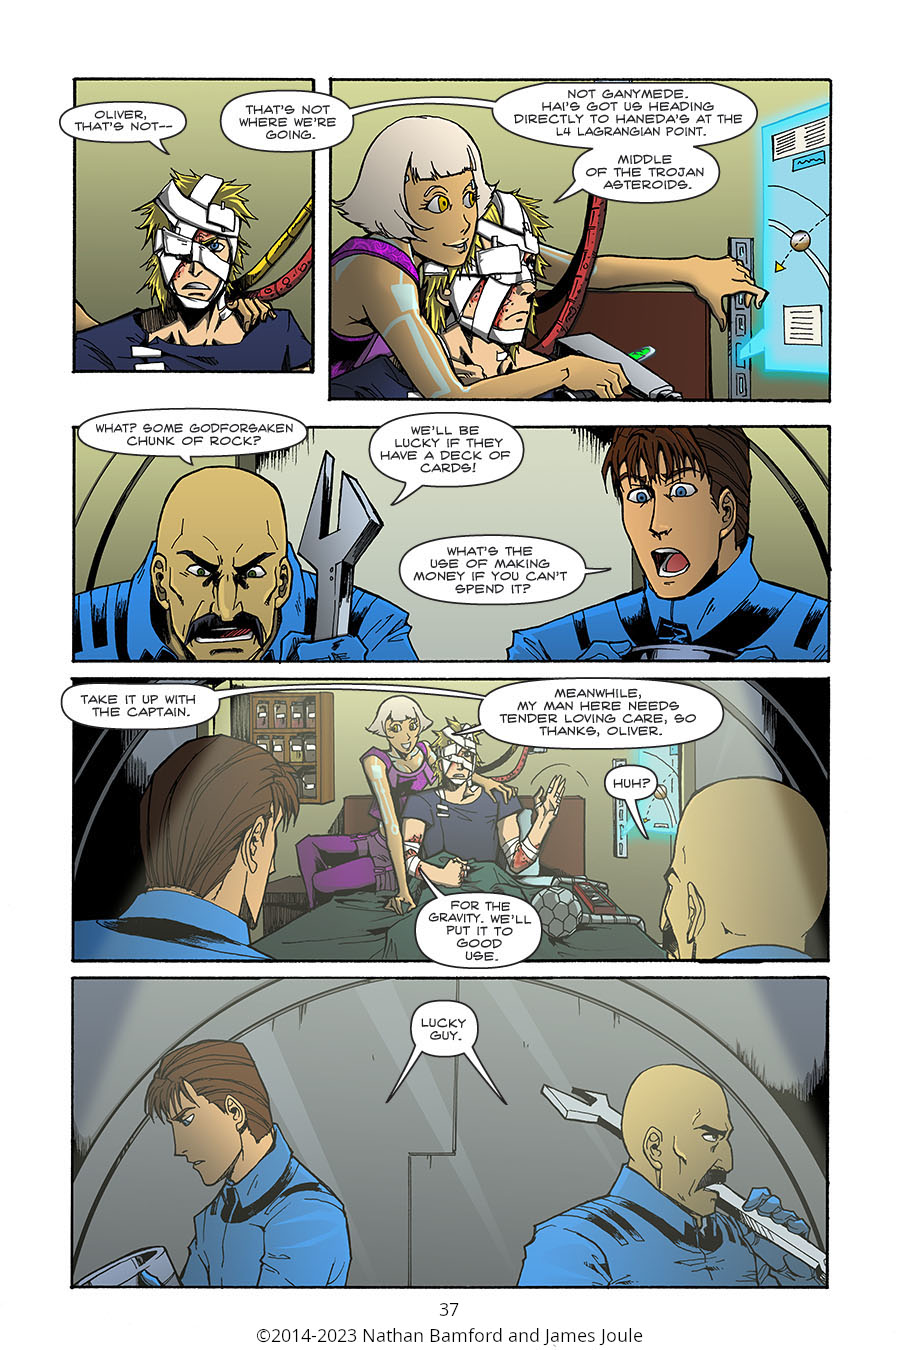 OLIVER,
THAT'S NOT--
THAT'S NOT
WHERE WE'RE
GOING.
NOT GANYMEDE.
HAI'S GOT US HEADING
DIRECTLY TO HANEDA'S AT THE
L4 LAGRANGIAN POINT.
MIDDLE
OF THE TROJAN
ASTEROIDS.
WHAT? SOME GODFORSAKEN
CHUNK OF ROCK?
WE'LL BE
LUCKY IF THEY
HAVE A DECK OF
CARDS!
WHAT'S THE
USE OF MAKING
MONEY IF YOU CAN'T
SPEND IT?
TAKE IT UP WITH
THE CAPTAIN.
MEANWHILE,
MY MAN HERE NEEDS
TENDER LOVING CARE, SO
THANKS, OLIVER.
HUH?
FOR THE
GRAVITY. WE'LL
PUT IT TO
GOOD
USE.
LUCKY
GUY.
37
©2014-2023 Nathan Bamford and James Joule